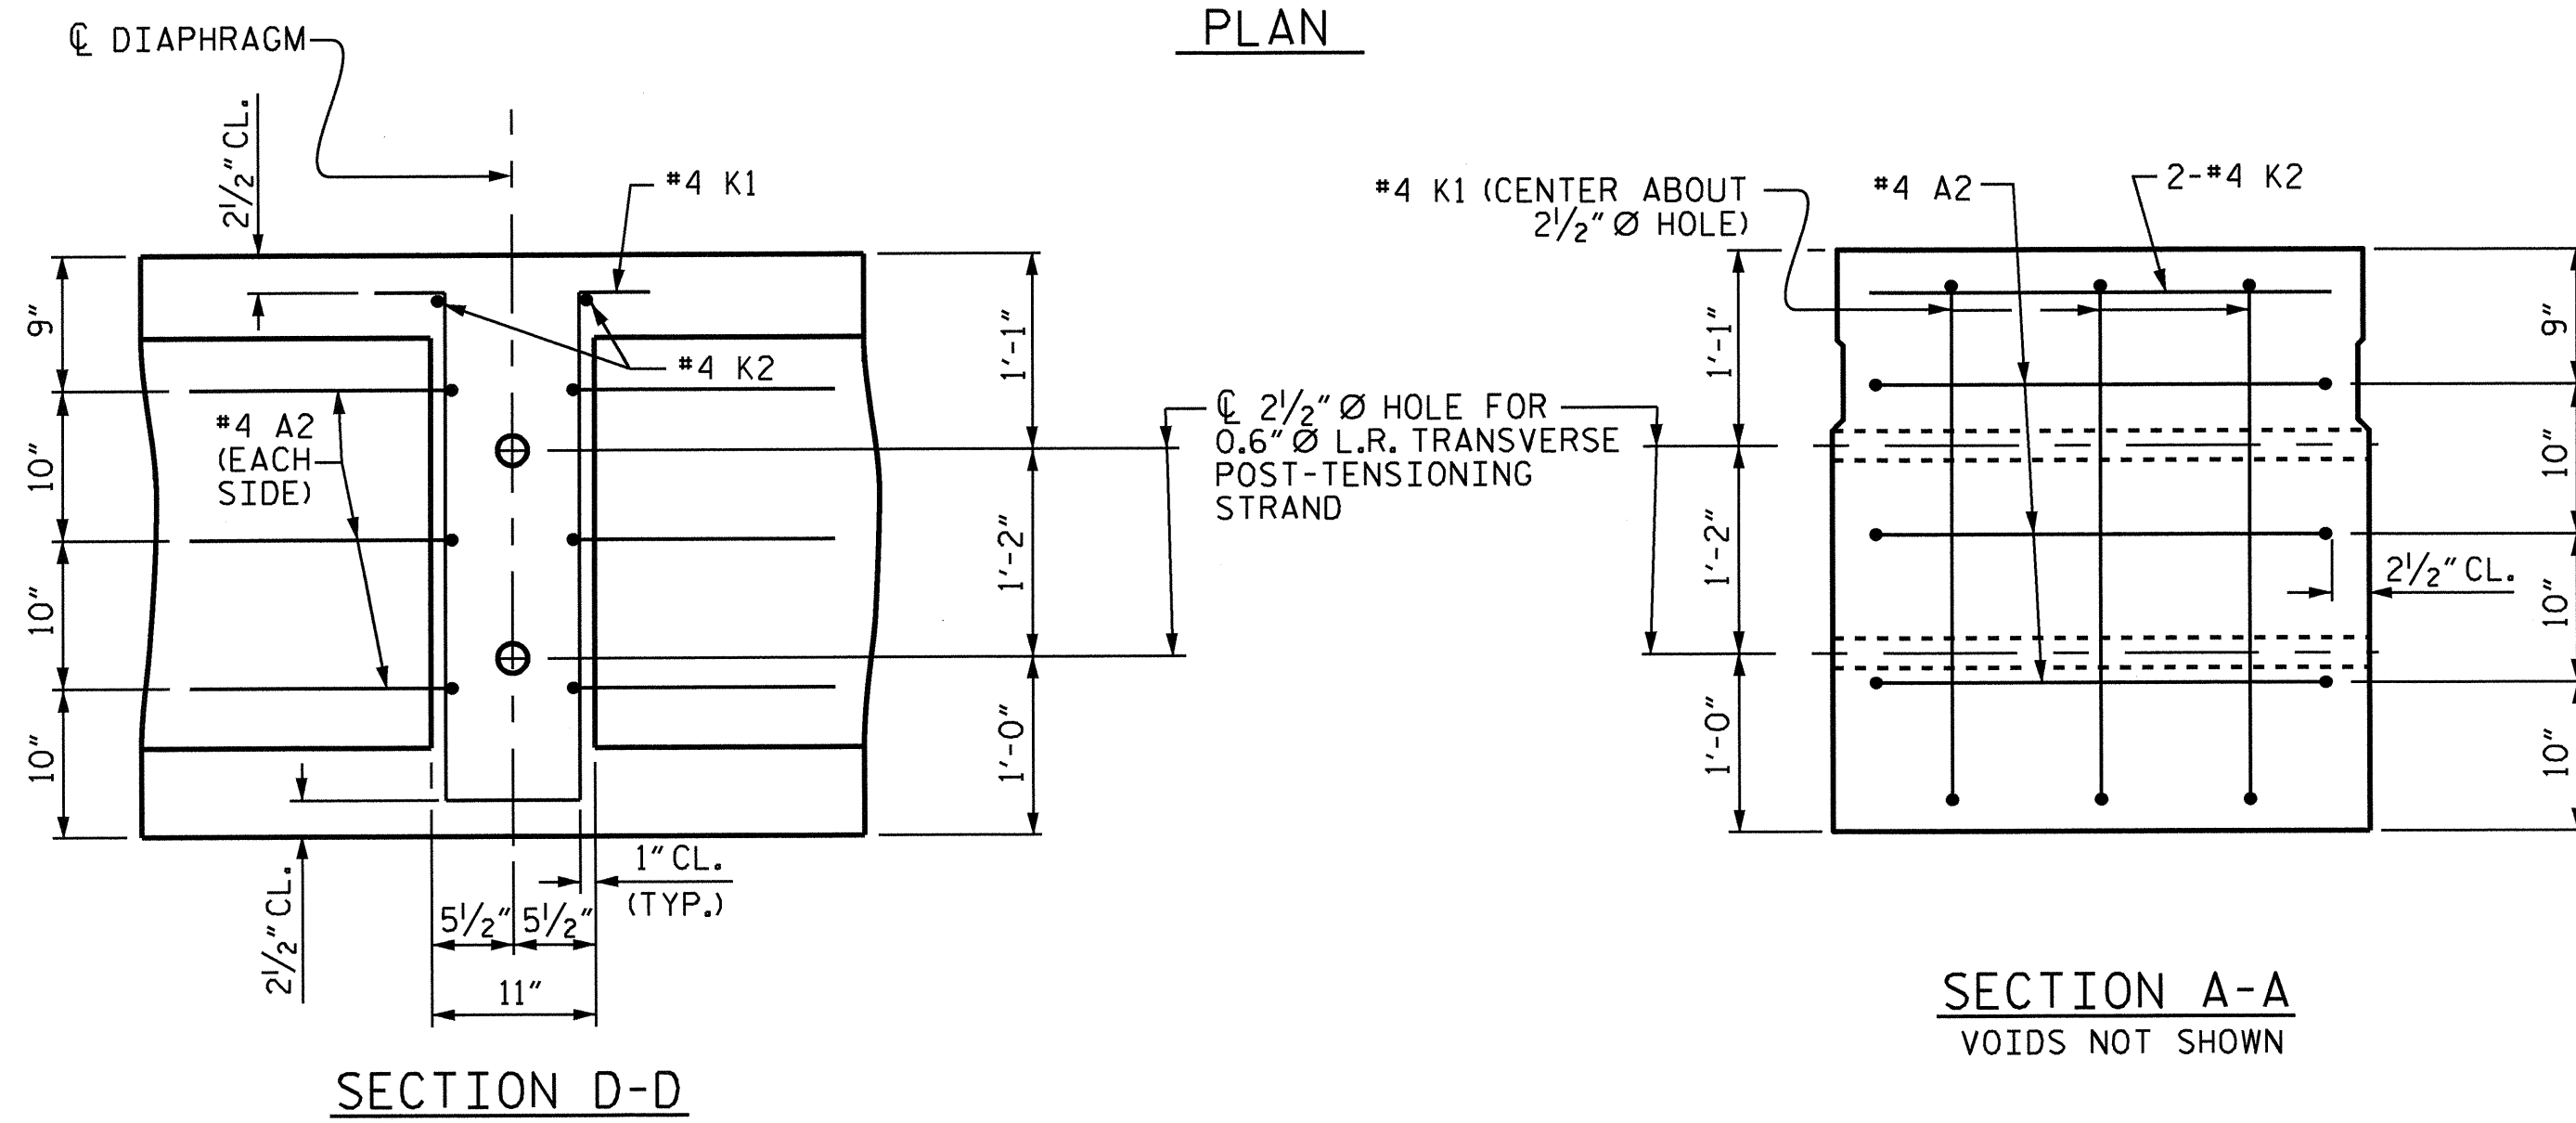 PLAN
℄ DIAPHRAGM
2½" CL.
#4 K1
9"
10"
10"
10"
#4 A2
(EACH
SIDE)
#4 K2
1'-1"
1'-2"
1'-0"
2½" CL.
1" CL.
(TYP.)
5½"
5½"
11"
SECTION D-D
℄ 2½" Ø HOLE FOR
0.6" Ø L.R. TRANSVERSE
POST-TENSIONING
STRAND
#4 K1 (CENTER ABOUT
2½" Ø HOLE)
#4 A2
2-#4 K2
1'-1"
1'-2"
1'-0"
9"
10"
10"
10"
2½" CL.
SECTION A-A
VOIDS NOT SHOWN